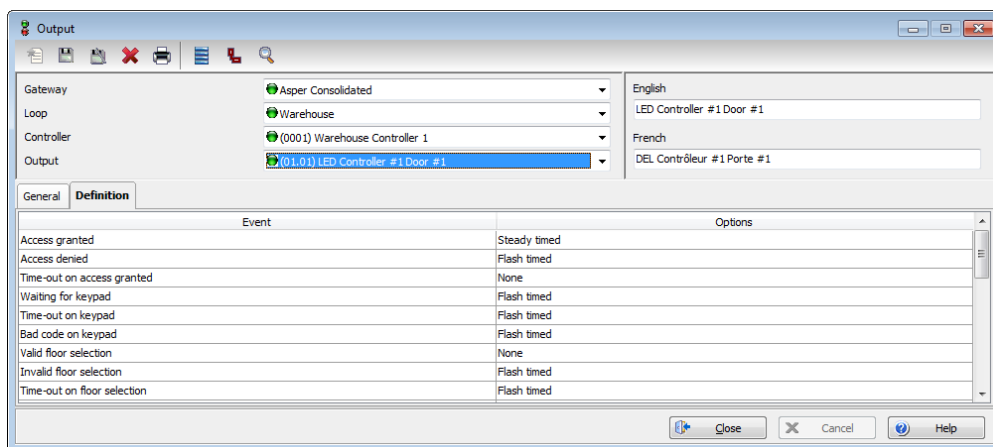 Output
Gateway
Asper Consolidated
Loop
Warehouse
Controller
(0001) Warehouse Controller 1
Output
(01.01) LED Controller #1 Door #1
English
LED Controller #1 Door #1
French
DEL Contrôleur #1 Porte #1
General Definition
Event Options
Access granted Steady timed
Access denied Flash timed
Time-out on access granted None
Waiting for keypad Flash timed
Time-out on keypad Flash timed
Bad code on keypad Flash timed
Valid floor selection None
Invalid floor selection Flash timed
Time-out on floor selection Flash timed
Close Cancel Help